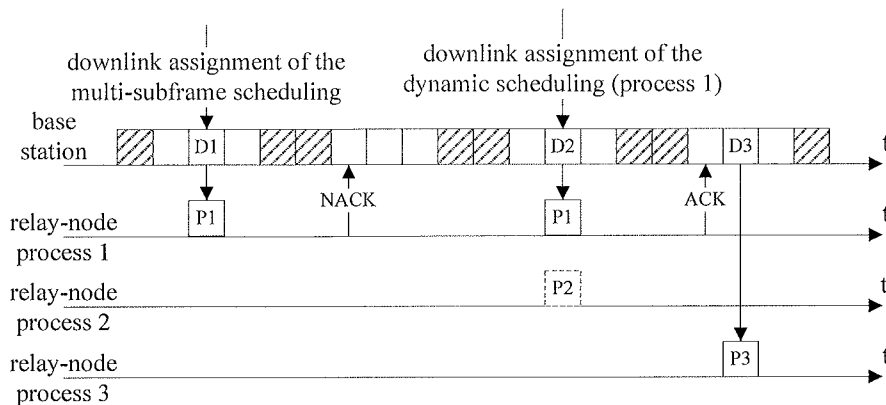 downlink assignment of the
multi-subframe scheduling
downlink assignment of the
dynamic scheduling (process 1)
base
station
D1
D2
D3
t
NACK
ACK
relay-node
process 1
P1
P1
t
relay-node
process 2
P2
t
relay-node
process 3
P3
t